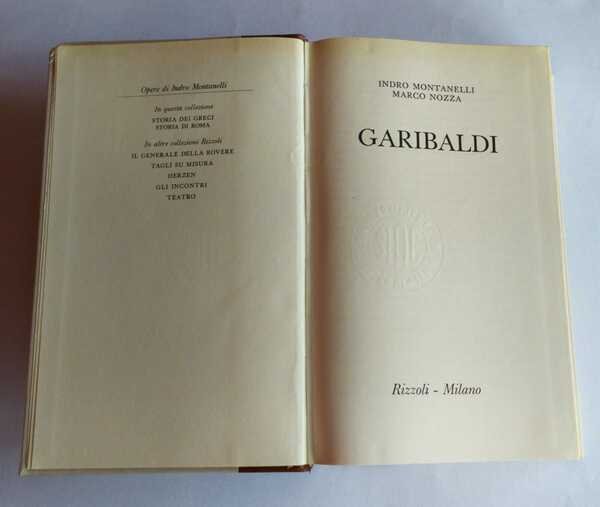 Opere di Indro Montanelli
In questa collezione
STORIA DEI GRECI
STORIA DI ROMA
In altre collezioni Rizzoli
IL GENERALE DELLA ROVERE
TAGLI SU MISURA
HERZEN
GLI INCONTRI
TEATRO
INDRO MONTANELLI
MARCO NOZZA
GARIBALDI
Rizzoli - Milano